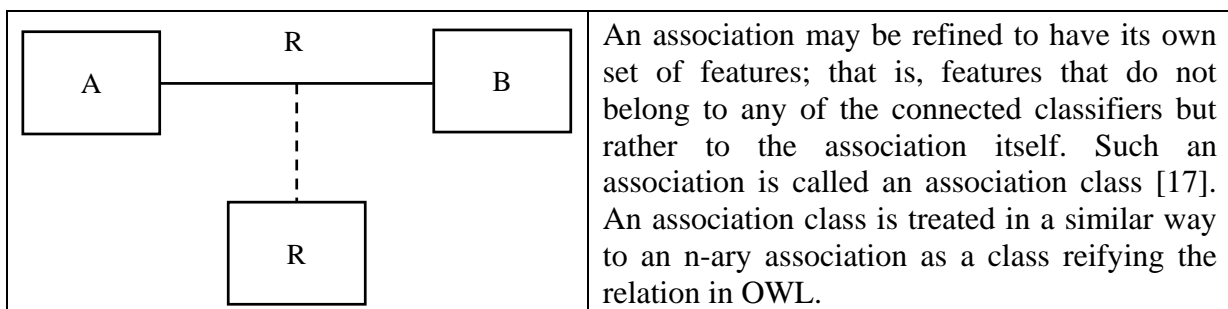 R
A
B
R
An association may be refined to have its own
set of features; that is, features that do not
belong to any of the connected classifiers but
rather to the association itself. Such an
association is called an association class [17].
An association class is treated in a similar way
to an n-ary association as a class reifying the
relation in OWL.